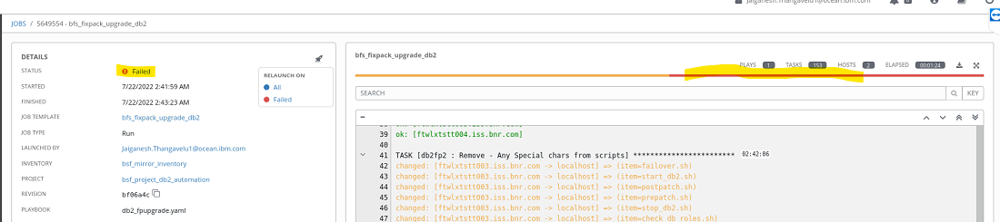 Jaiganesh.Thangavelu1@ocean.ibm.com
JOBS / 5649554 - bfs_fixpack_upgrade_db2
DETAILS
STATUS Failed
STARTED 7/22/2022 2:41:59 AM
FINISHED 7/22/2022 2:43:23 AM
JOB TEMPLATE bfs_fixpack_upgrade_db2
JOB TYPE Run
LAUNCHED BY Jaiganesh.Thangavelu1@ocean.ibm.com
INVENTORY bsf_mirror_inventory
PROJECT bsf_project_db2_automation
REVISION bf06a4c
PLAYBOOK db2_fpupgrade.yaml
RELAUNCH ON
All
Failed
bfs_fixpack_upgrade_db2
PLAYS 1 TASKS 153 HOSTS 2 ELAPSED 00:01:24
SEARCH KEY
39 ok: [ftwlxtstt004.iss.bnr.com]
40
41 TASK [db2fp2 : Remove - Any Special chars from scripts] ************************ 02:42:06
42 changed: [ftwlxtstt003.iss.bnr.com -> localhost] => (item=failover.sh)
43 changed: [ftwlxtstt003.iss.bnr.com -> localhost] => (item=start_db2.sh)
44 changed: [ftwlxtstt003.iss.bnr.com -> localhost] => (item=postpatch.sh)
45 changed: [ftwlxtstt003.iss.bnr.com -> localhost] => (item=prepatch.sh)
46 changed: [ftwlxtstt003.iss.bnr.com -> localhost] => (item=stop_db2.sh)
47 changed: [ftwlxtstt003.iss.bnr.com -> localhost] => (item=check_db_roles.sh)